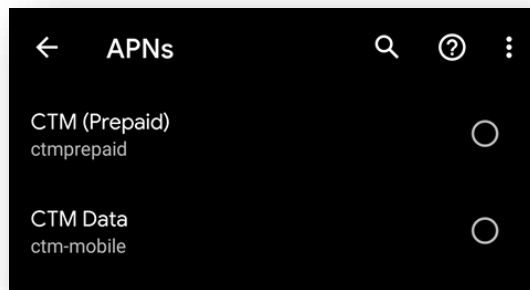 APNs
CTM (Prepaid)
ctmprepaid
CTM Data
ctm-mobile